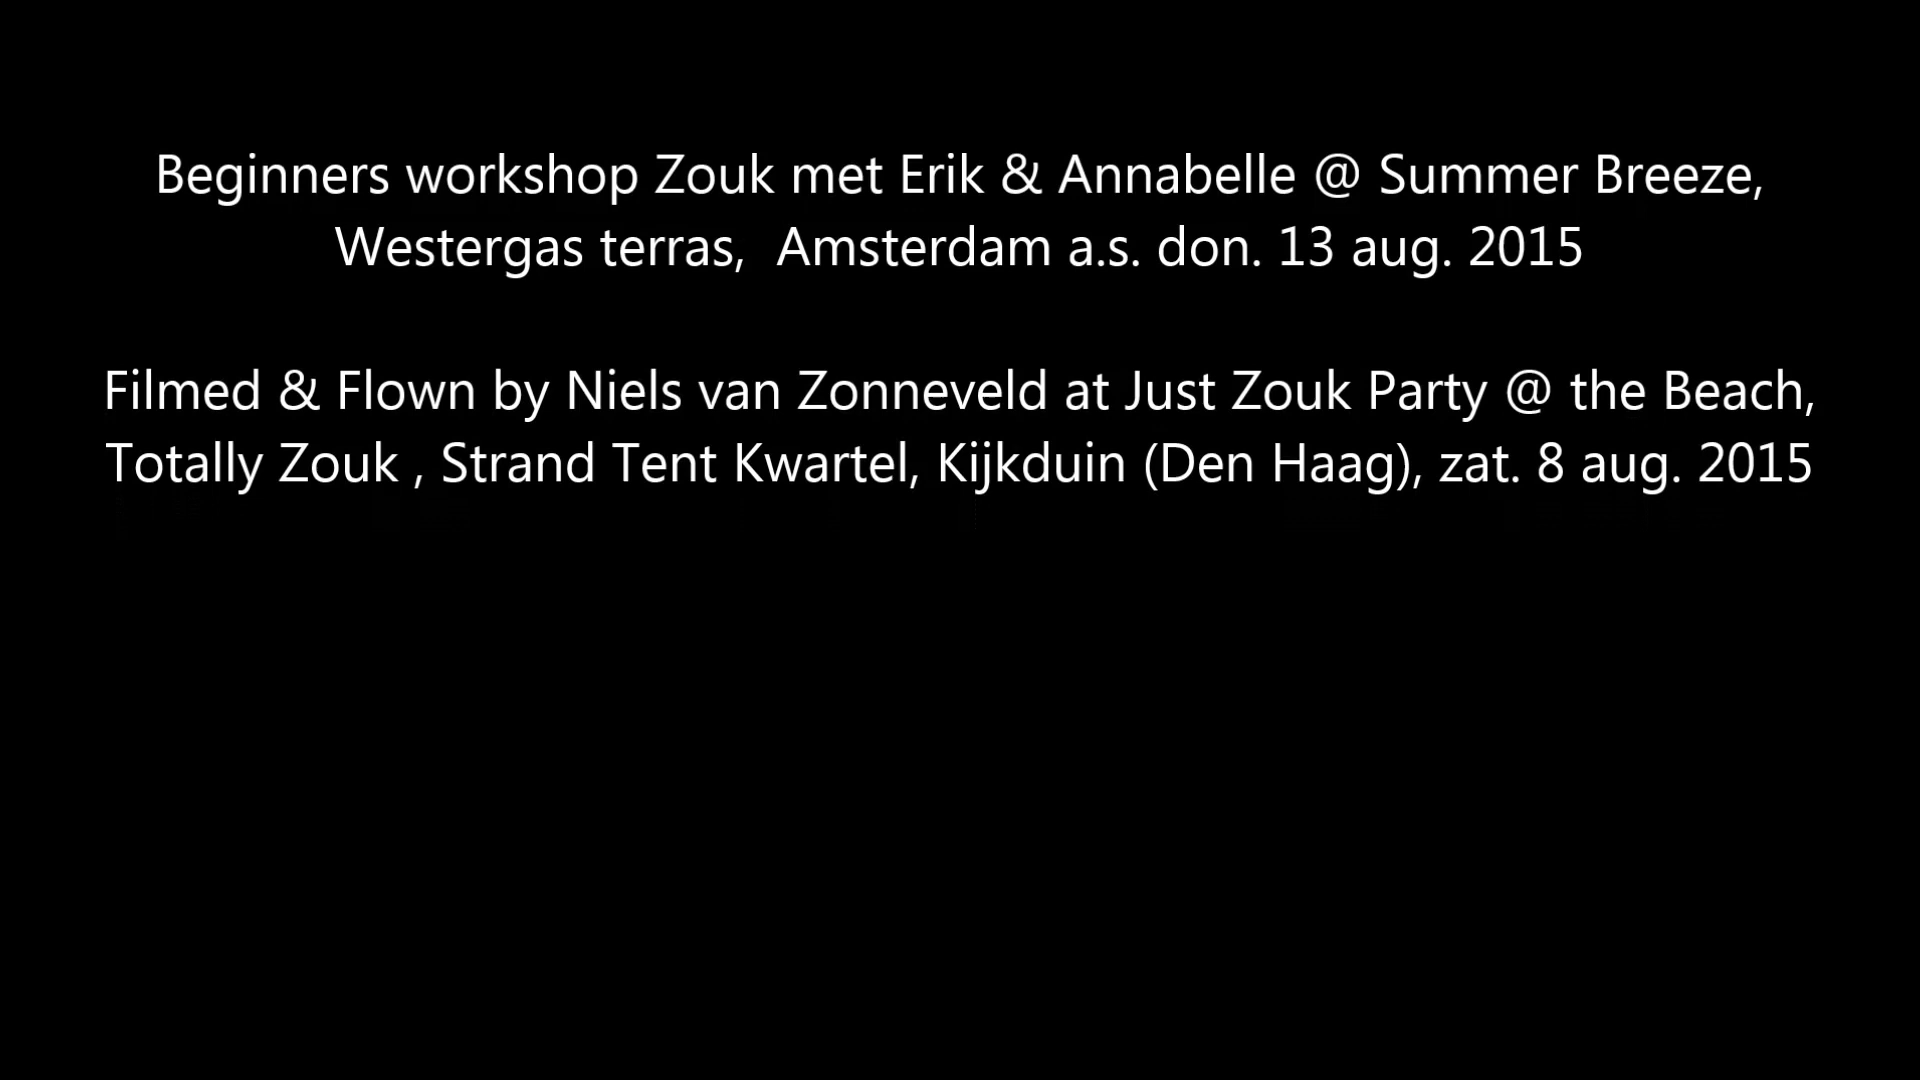 Beginners workshop Zouk met Erik & Annabelle @ Summer Breeze,
Westergas terras,  Amsterdam a.s. don. 13 aug. 2015
Filmed & Flown by Niels van Zonneveld at Just Zouk Party @ the Beach,
Totally Zouk , Strand Tent Kwartel, Kijkduin (Den Haag), zat. 8 aug. 2015